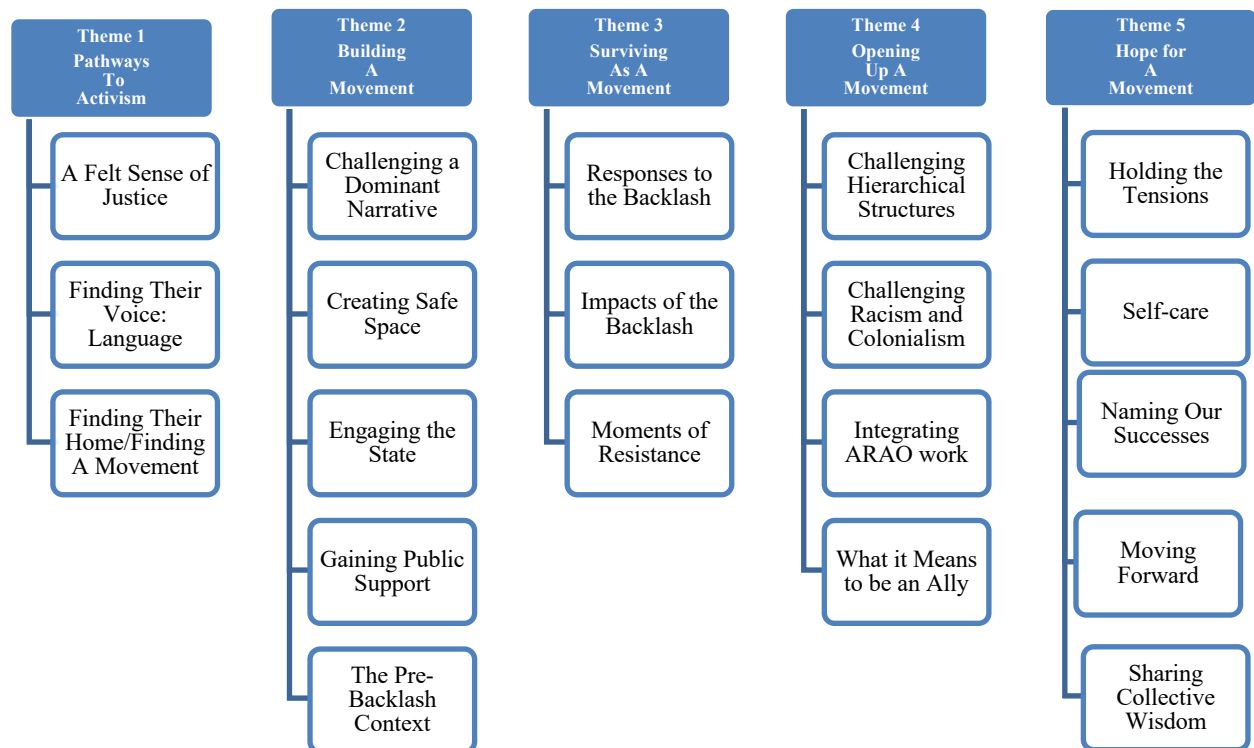 Theme 1
Pathways
To
Activism
A Felt Sense of
Justice
Finding Their
Voice:
Language
Finding Their
Home/Finding
A Movement
Theme 2
Building
A
Movement
Challenging a
Dominant
Narrative
Creating Safe
Space
Engaging the
State
Gaining Public
Support
The Pre-
Backlash
Context
Theme 3
Surviving
As A
Movement
Responses to
the Backlash
Impacts of the
Backlash
Moments of
Resistance
Theme 4
Opening
Up A
Movement
Challenging
Hierarchical
Structures
Challenging
Racism and
Colonialism
Integrating
ARAO work
What it Means
to be an Ally
Theme 5
Hope for
A
Movement
Holding the
Tensions
Self-care
Naming Our
Successes
Moving
Forward
Sharing
Collective
Wisdom